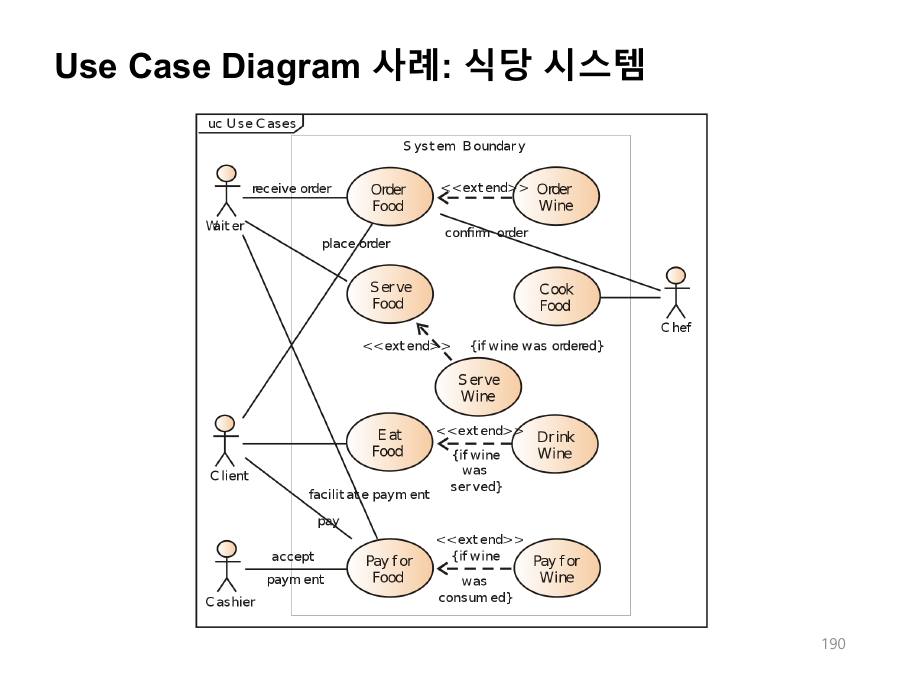 Use Case Diagram 사례: 식당 시스템
uc Use Cases
System Boundary
receive order
Order
Food
<<extend>>
Order
Wine
Waiter
place order
confirm order
Serve
Food
Cook
Food
Chef
<<extend>>
{if wine was ordered}
Serve
Wine
Eat
Food
<<extend>>
{if wine
was
served}
Drink
Wine
Client
facilitate payment
pay
<<extend>>
{if wine
was
consumed}
accept
payment
Pay for
Food
Pay for
Wine
Cashier
190